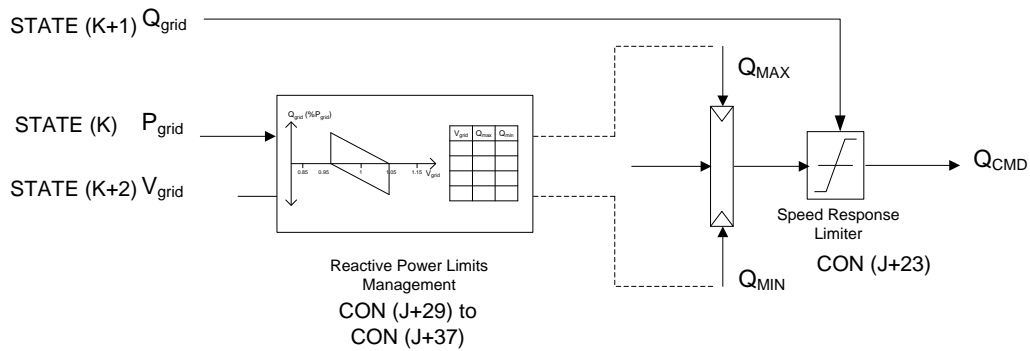 STATE (K+1) Qgrid
STATE (K) Pgrid
STATE (K+2) Vgrid
Qgrid (%Pgrid)
0.85 0.95 1 1.05 1.15 Vgrid
Vgrid Qmax Qmin
Reactive Power Limits
Management
CON (J+29) to
CON (J+37)
QMAX
QMIN
Speed Response
Limiter
CON (J+23)
QCMD